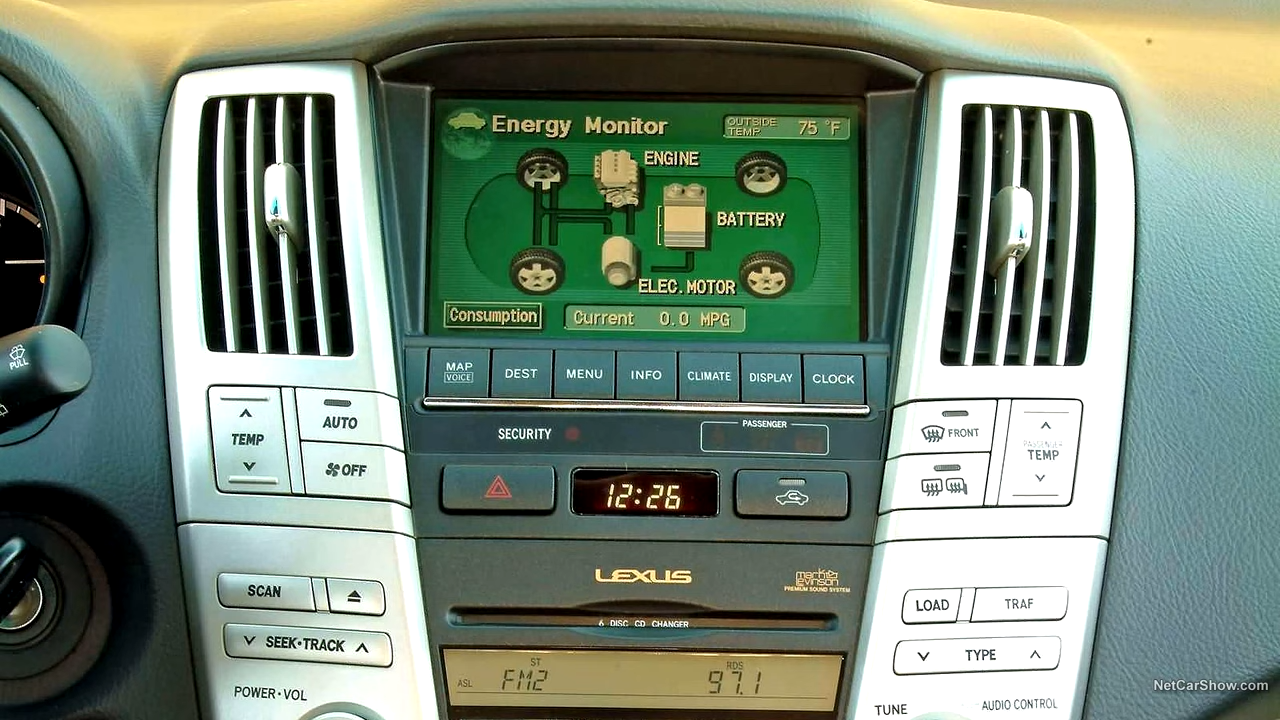 Energy Monitor
OUTSIDE
TEMP 75 °F
ENGINE
BATTERY
ELEC.MOTOR
Consumption
Current 0.0 MPG
PULL
MAP
VOICE
DEST
MENU
INFO
CLIMATE
DISPLAY
CLOCK
TEMP
AUTO
OFF
SECURITY
PASSENGER
FRONT
PASSENGER
TEMP
12:26
LEXUS
mark
levinson
PREMIUM SOUND SYSTEM
SCAN
LOAD
TRAF
6 DISC CD CHANGER
SEEK•TRACK
TYPE
ST
RDS
ASL
FM2
97.1
POWER•VOL
TUNE
AUDIO CONTROL
NetCarShow.com